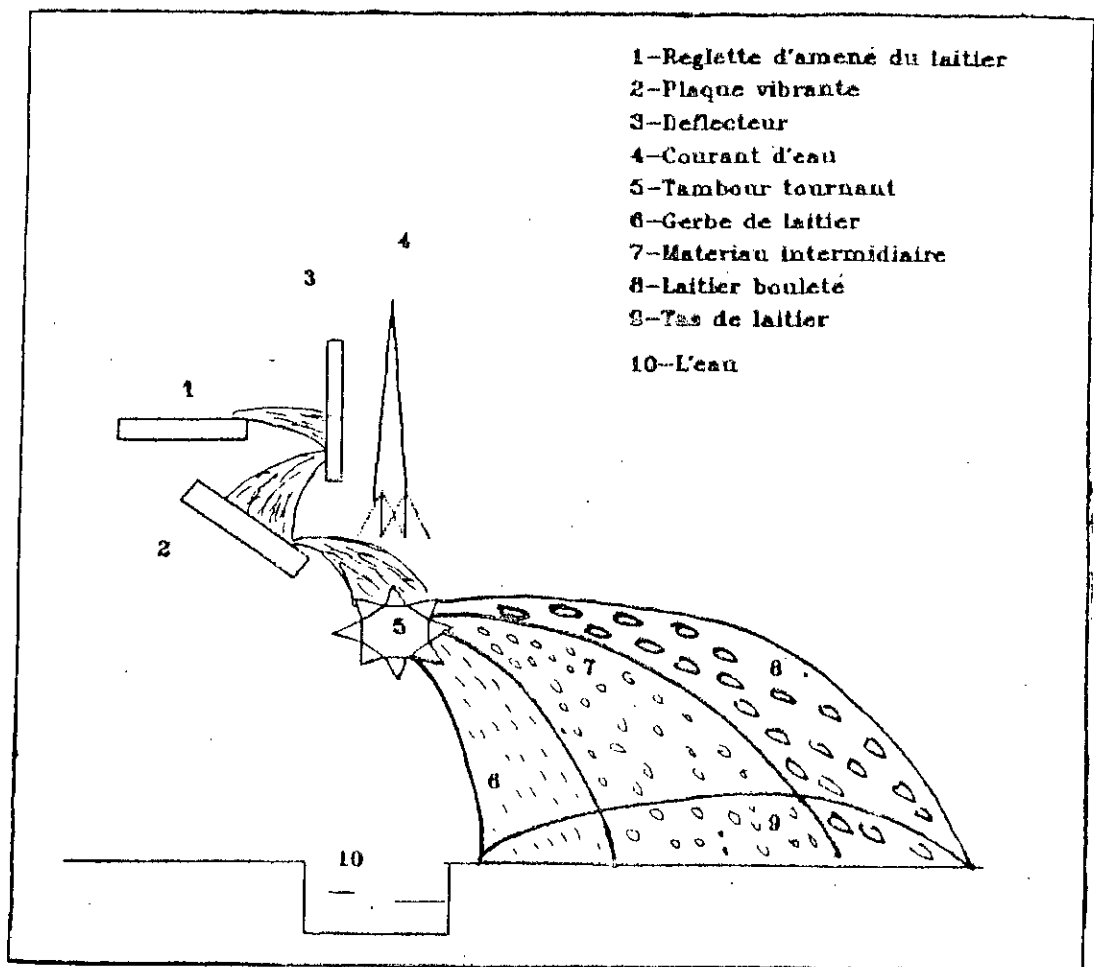 1-Reglette d'amené du laitier
2-Plaque vibrante
3-Deflecteur
4-Courant d'eau
5-Tambour tournant
6-Gerbe de laitier
7-Materiau intermidiaire
8-Laitier bouleté
9-Tas de laitier
10-L'eau
4
3
1
2
5
7
8
6
9
10